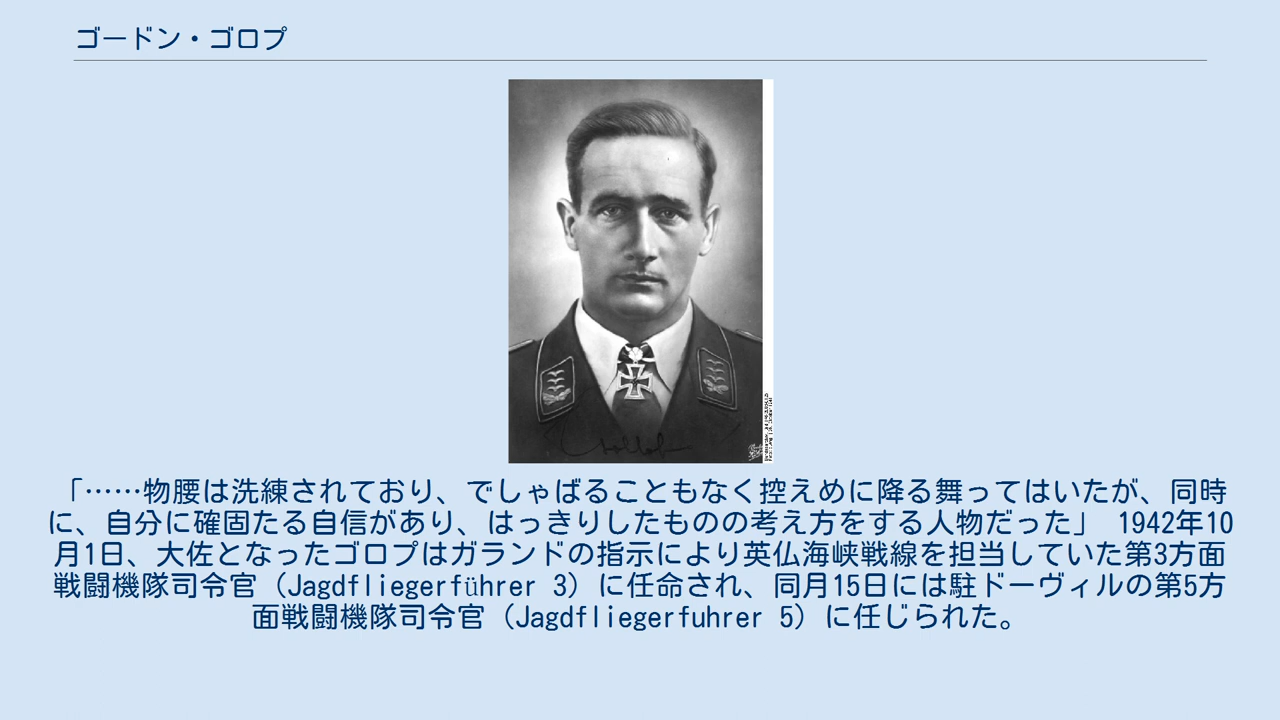 ゴードン・ゴロプ
「……物腰は洗練されており、でしゃばることもなく控えめに降る舞ってはいたが、同時
に、自分に確固たる自信があり、はっきりしたものの考え方をする人物だった」 1942年10
月1日、大佐となったゴロプはガランドの指示により英仏海峡戦線を担当していた第3方面
戦闘機隊司令官（Jagdfliegerführer 3）に任命され、同月15日には駐ドーヴィルの第5方
面戦闘機隊司令官（Jagdfliegerfuhrer 5）に任じられた。